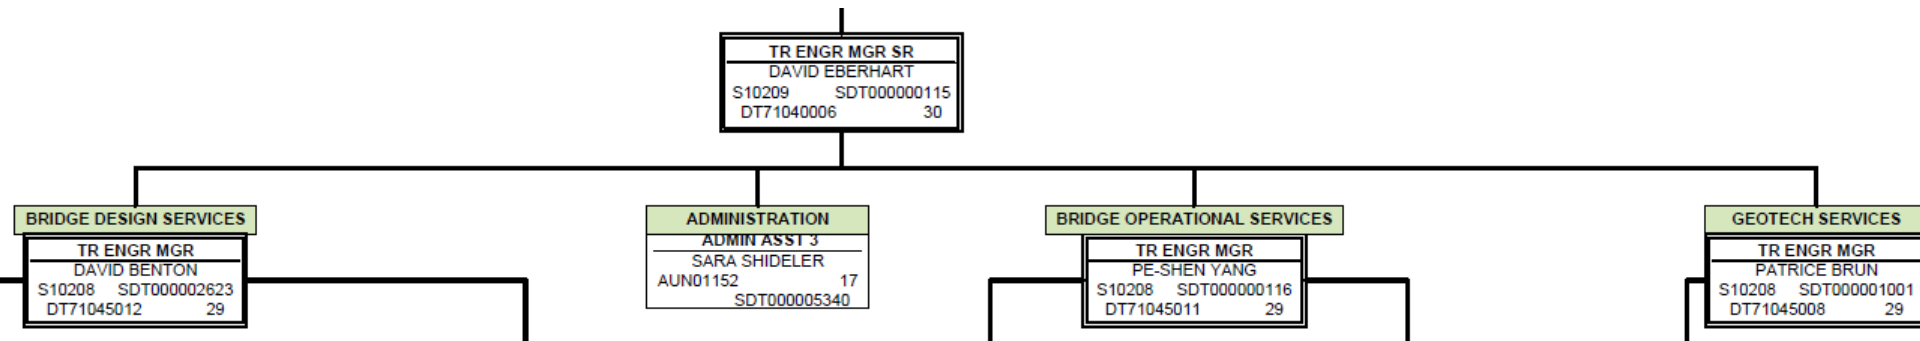 TR ENGR MGR SR
DAVID EBERHART
S10209 SDT000000115
DT71040006 30
BRIDGE DESIGN SERVICES
TR ENGR MGR
DAVID BENTON
S10208 SDT000002623
DT71045012 29
ADMINISTRATION
ADMIN ASST 3
SARA SHIDELER
AUN01152 17
SDT000005340
BRIDGE OPERATIONAL SERVICES
TR ENGR MGR
PE-SHEN YANG
S10208 SDT000000116
DT71045011 29
GEOTECH SERVICES
TR ENGR MGR
PATRICE BRUN
S10208 SDT000001001
DT71045008 29